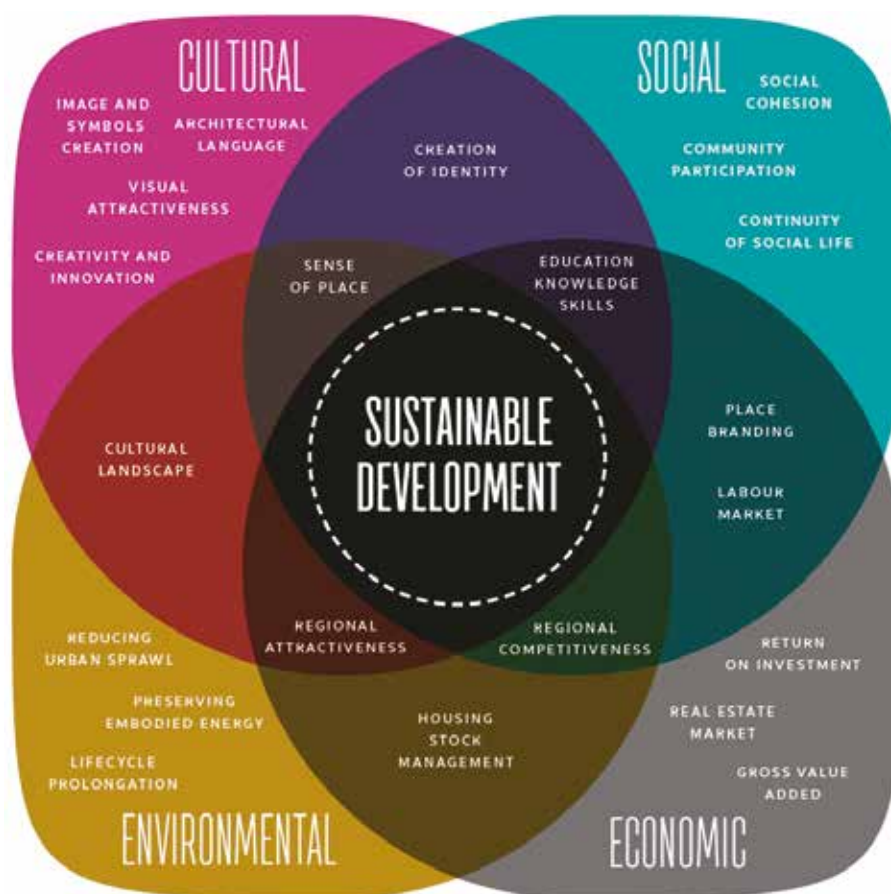 CULTURAL
IMAGE AND
SYMBOLS
CREATION
ARCHITECTURAL
LANGUAGE
VISUAL
ATTRACTIVENESS
CREATIVITY AND
INNOVATION
CREATION
OF IDENTITY
SOCIAL
SOCIAL
COHESION
COMMUNITY
PARTICIPATION
CONTINUITY
OF SOCIAL LIFE
SENSE
OF PLACE
EDUCATION
KNOWLEDGE
SKILLS
CULTURAL
LANDSCAPE
SUSTAINABLE
DEVELOPMENT
PLACE
BRANDING
LABOUR
MARKET
REGIONAL
ATTRACTIVENESS
REGIONAL
COMPETITIVENESS
REDUCING
URBAN SPRAWL
PRESERVING
EMBODIED ENERGY
LIFECYCLE
PROLONGATION
ENVIRONMENTAL
HOUSING
STOCK
MANAGEMENT
RETURN
ON INVESTMENT
REAL ESTATE
MARKET
GROSS VALUE
ADDED
ECONOMIC